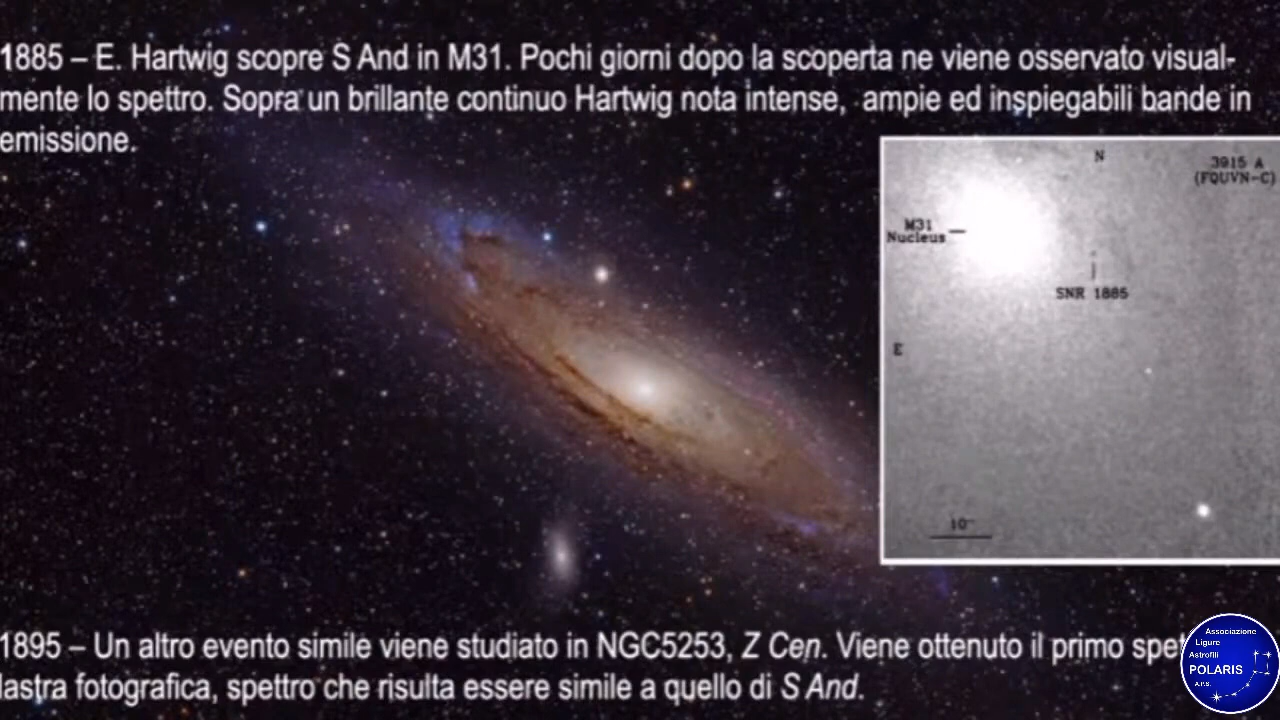 1885 – E. Hartwig scopre S And in M31. Pochi giorni dopo la scoperta ne viene osservato visual-
mente lo spettro. Sopra un brillante continuo Hartwig nota intense, ampie ed inspiegabili bande in
emissione.
N
3915 A
(FQUVN-C)
M31
Nucleus
SNR 1885
E
10"
1895 – Un altro evento simile viene studiato in NGC5253, Z Cen. Viene ottenuto il primo
lastra fotografica, spettro che risulta essere simile a quello di S And.
Associazione
Ligure
Astrofili
POLARIS
A.P.S.